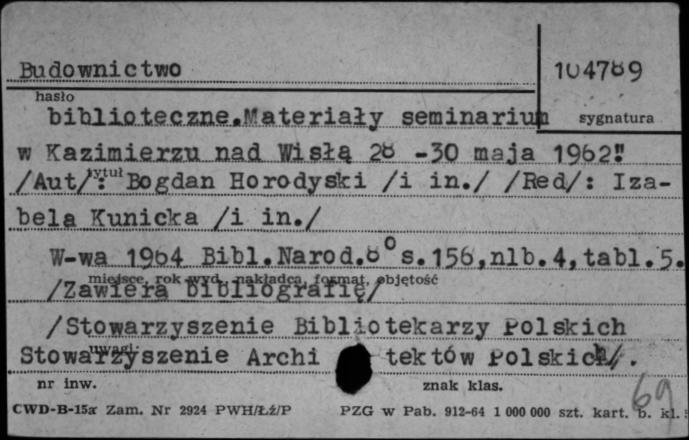 Budownictwo
104789
hasło
sygnatura
biblioteczne.Materiały seminarium
w Kazimierzu nad Wisłą 28 -30 maja 1962"
tytuł
/Aut/: Bogdan Horodyski /i in./ /Red/: Iza-
bela Kunicka /i in./
W-wa 1964 Bibl.Narod.8° s.156,nlb.4,tabl.5.
miejsce, rok wyd. nakładca, format, objętość
/Zawiera bibliografię/
/Stowarzyszenie Bibliotekarzy Polskich
uwagi:
Stowarzyszenie Archi tektów Polskich/.
nr inw.
znak klas.
69
CWD-B-15a Zam. Nr 2924 PWH/Łź/P PZG w Pab. 912-64 1 000 000 szt. kart. b. kl.